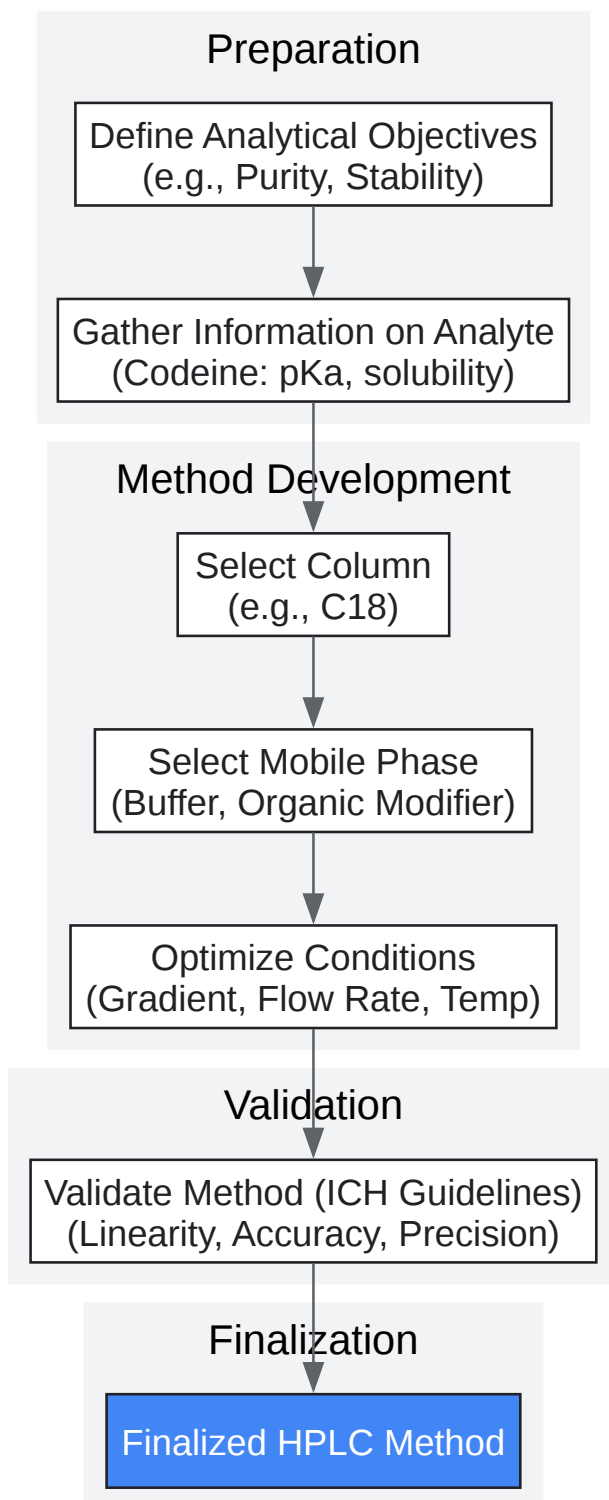 Preparation
Define Analytical Objectives
(e.g., Purity, Stability)
Gather Information on Analyte
(Codeine: pKa, solubility)
Method Development
Select Column
(e.g., C18)
Select Mobile Phase
(Buffer, Organic Modifier)
Optimize Conditions
(Gradient, Flow Rate, Temp)
Validation
Validate Method (ICH Guidelines)
(Linearity, Accuracy, Precision)
Finalization
Finalized HPLC Method